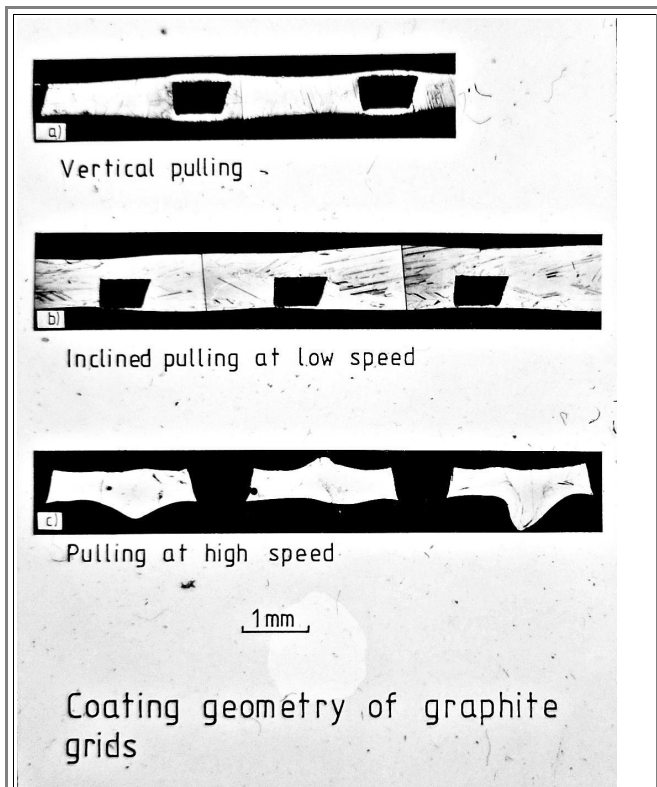 a)
Vertical pulling
b)
Inclined pulling at low speed
c)
Pulling at high speed
1mm
Coating geometry of graphite
grids